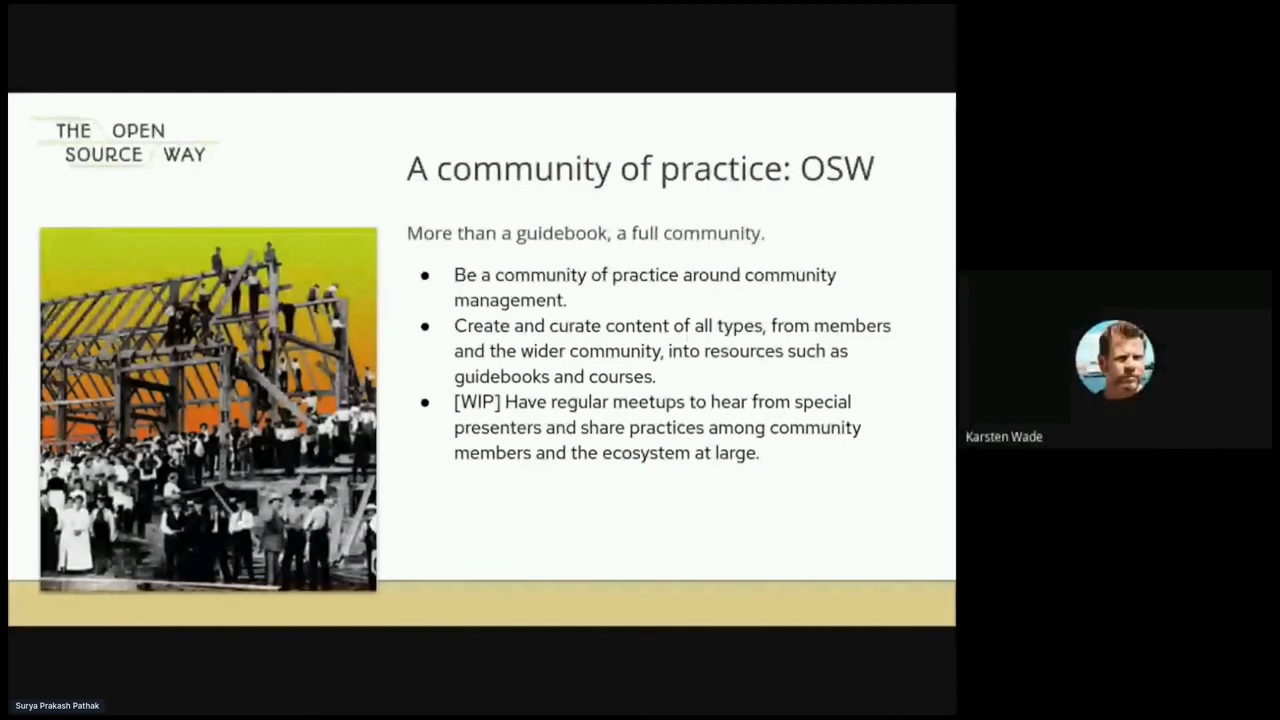 THE OPEN
SOURCE WAY
A community of practice: OSW
More than a guidebook, a full community.
● Be a community of practice around community
management.
● Create and curate content of all types, from members
and the wider community, into resources such as
guidebooks and courses.
● [WIP] Have regular meetups to hear from special
presenters and share practices among community
members and the ecosystem at large.
Karsten Wade
Surya Prakash Pathak